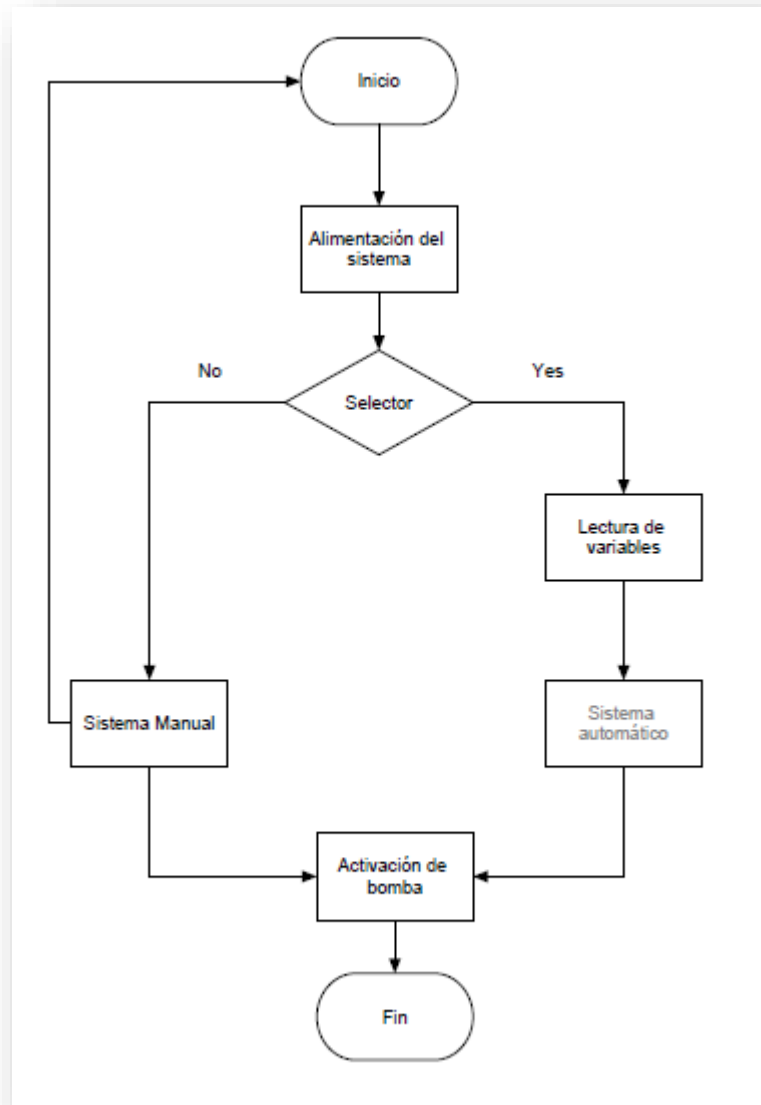 Inicio
Alimentación del
sistema
No
Yes
Selector
Lectura de
variables
Sistema Manual
Sistema
automático
Activación de
bomba
Fin